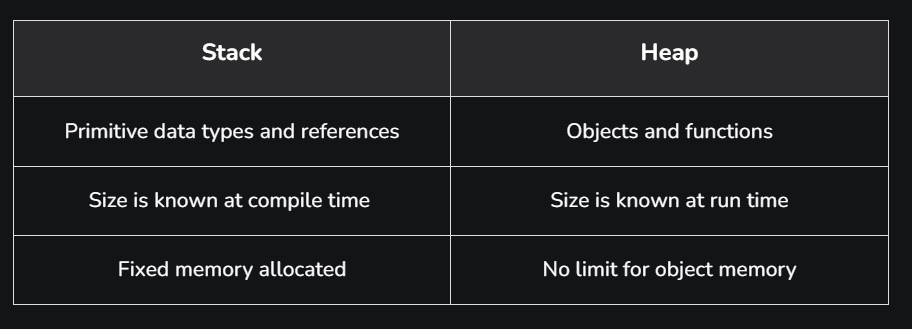 Stack
Heap
Primitive data types and references
Objects and functions
Size is known at compile time
Size is known at run time
Fixed memory allocated
No limit for object memory